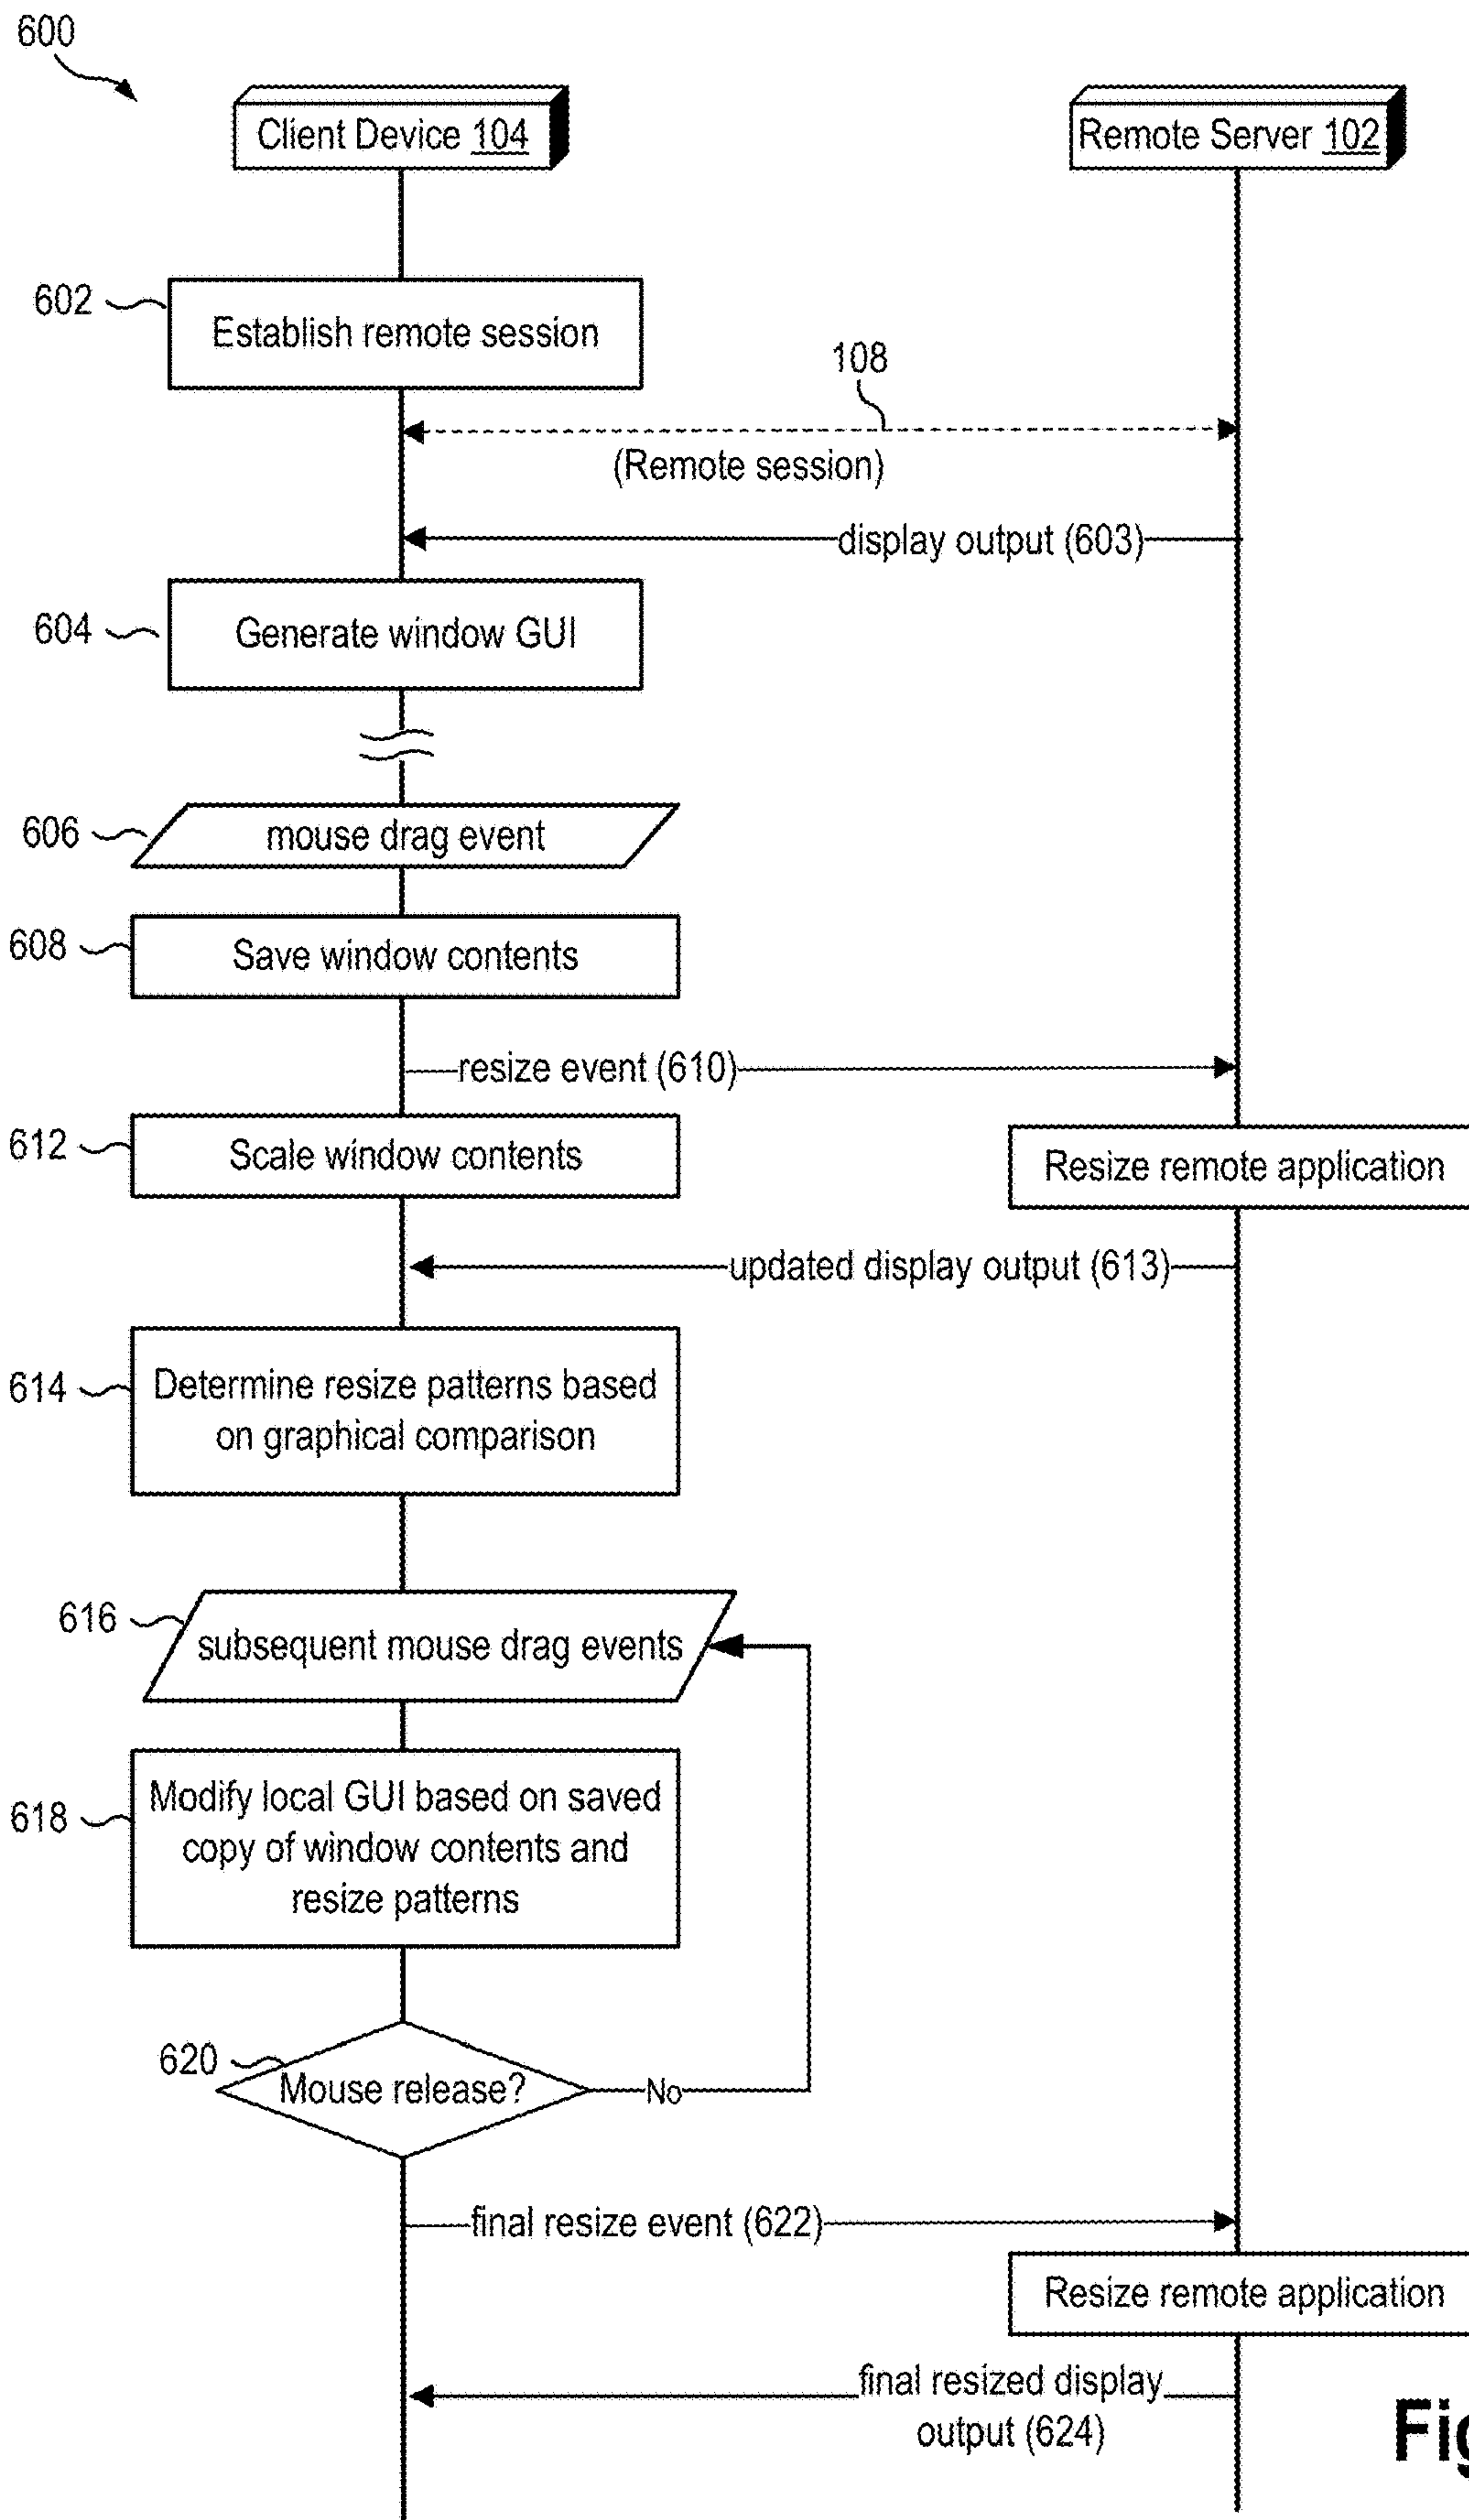 600
Client Device 104
Remote Server 102
602
Establish remote session
108
(Remote session)
display output (603)
604
Generate window GUI
606
mouse drag event
608
Save window contents
resize event (610)
612
Scale window contents
Resize remote application
updated display output (613)
614
Determine resize patterns based
on graphical comparison
616
subsequent mouse drag events
618
Modify local GUI based on saved
copy of window contents and
resize patterns
620
Mouse release?
No
final resize event (622)
Resize remote application
final resized display
output (624)